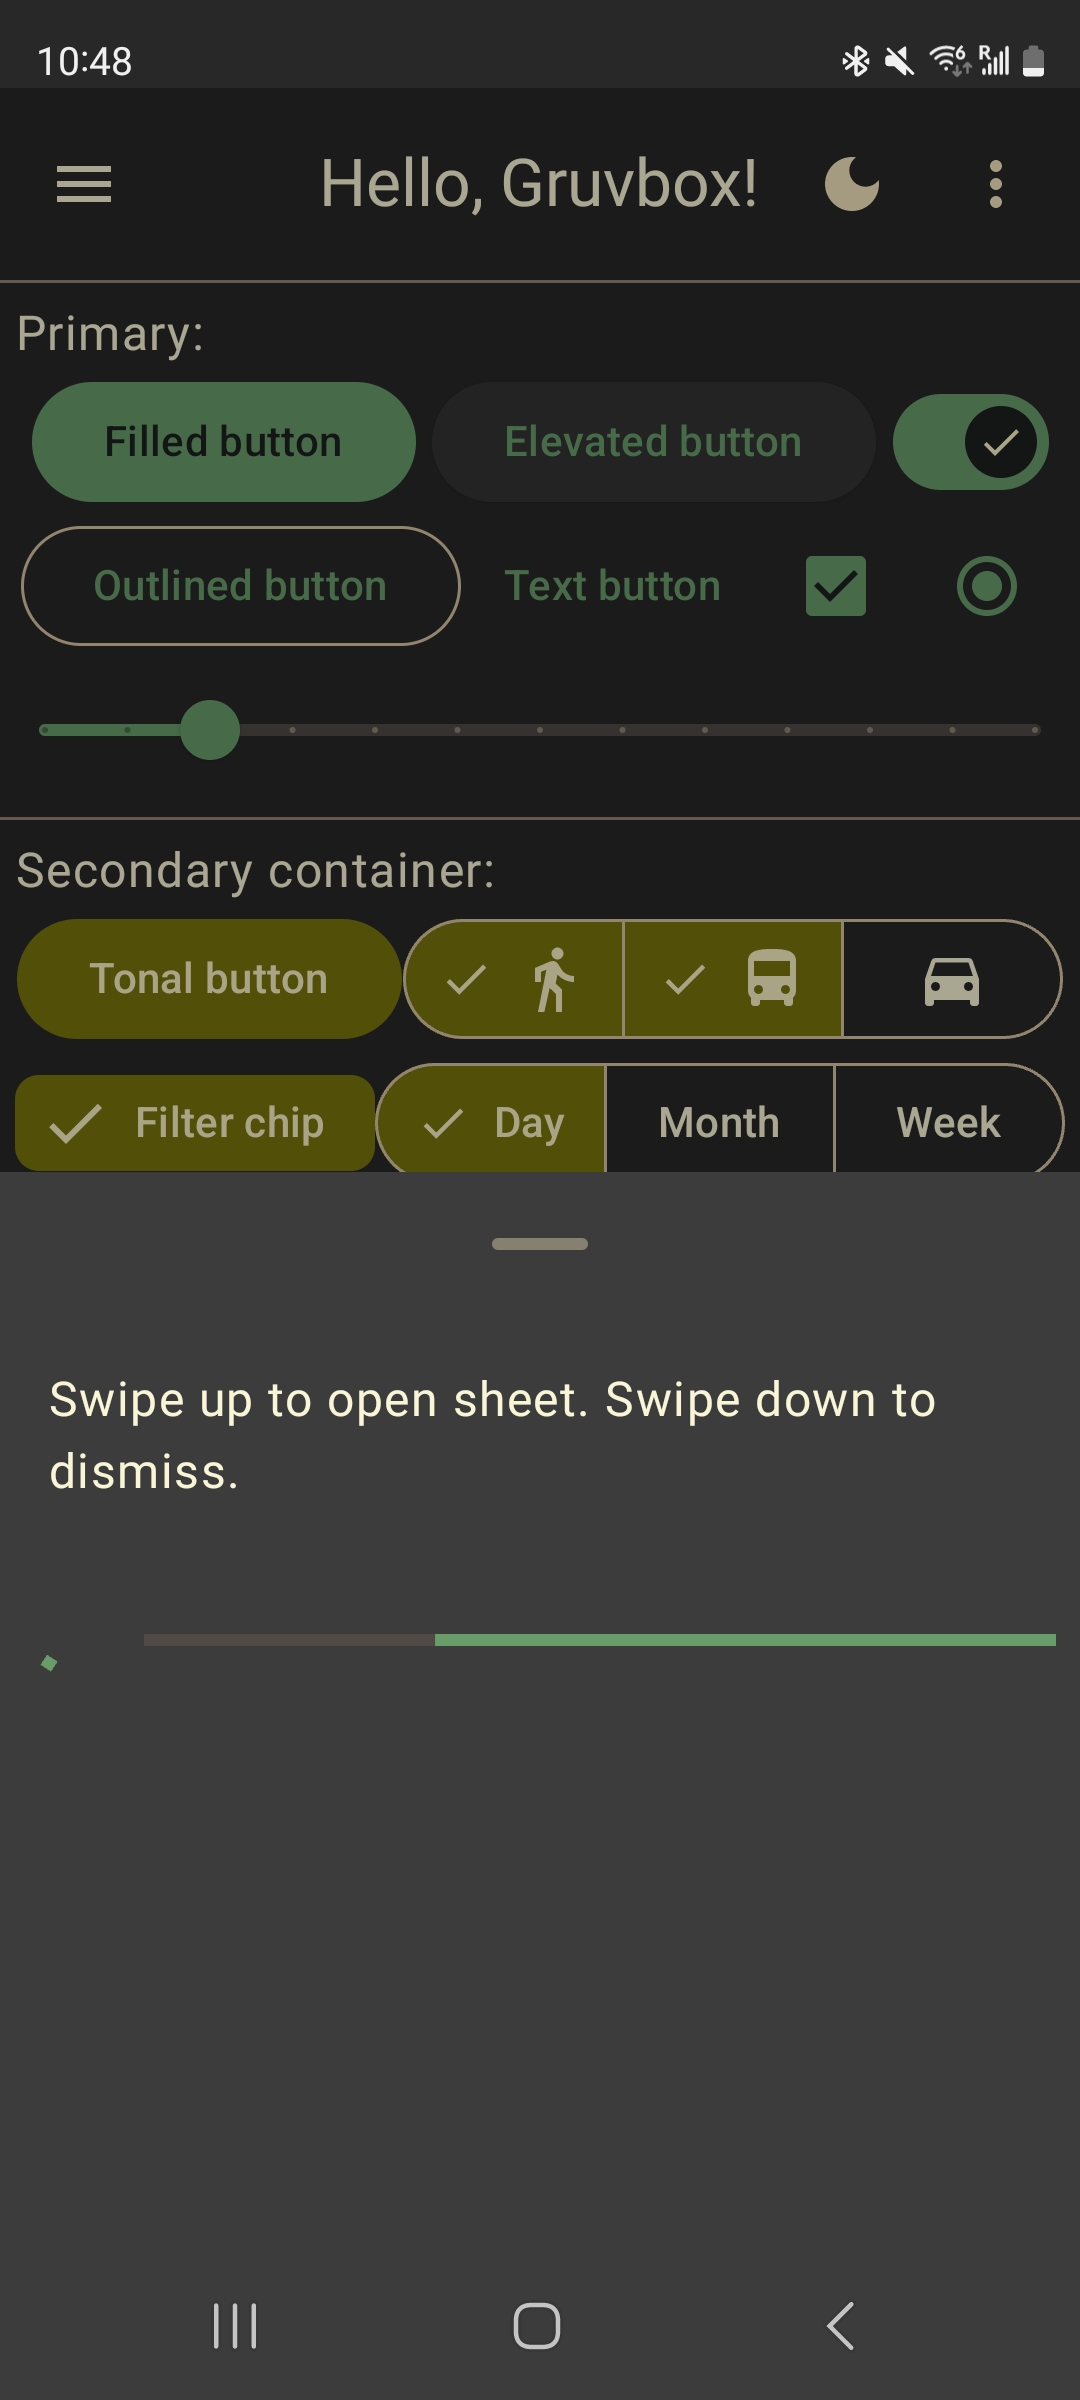 10:48
6 R
Hello, Gruvbox!
Primary:
Filled button
Elevated button
Outlined button
Text button
Secondary container:
Tonal button
Filter chip
Day
Month
Week
Swipe up to open sheet. Swipe down to
dismiss.